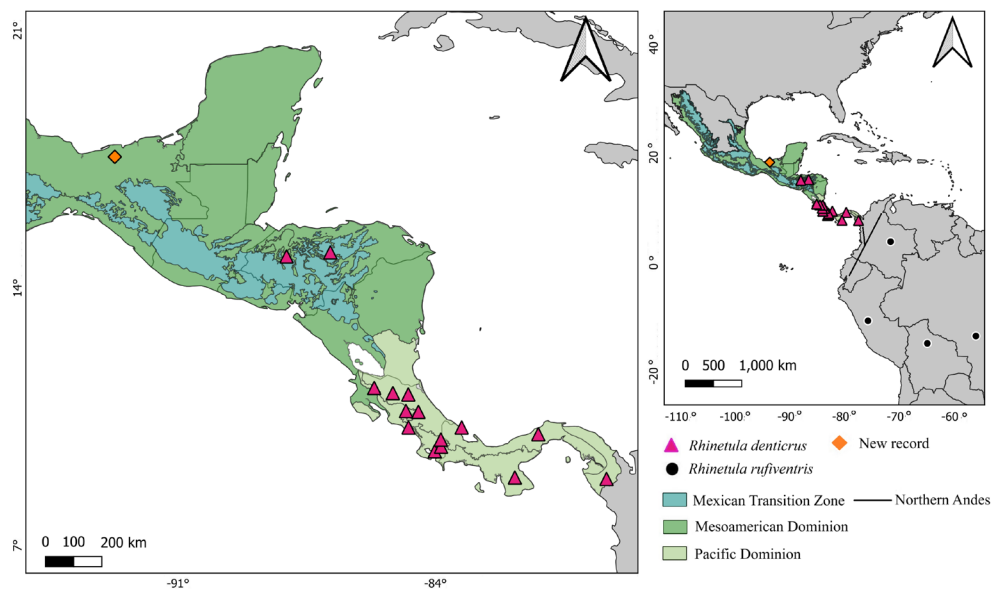 21°
14°
7°
-91°
-84°
0 100 200 km
40°
20°
0°
-20°
-110° -100° -90° -80° -70° -60°
0 500 1,000 km
Rhinetula denticrus
New record
Rhinetula rufiventris
Mexican Transition Zone
Northern Andes
Mesoamerican Dominion
Pacific Dominion